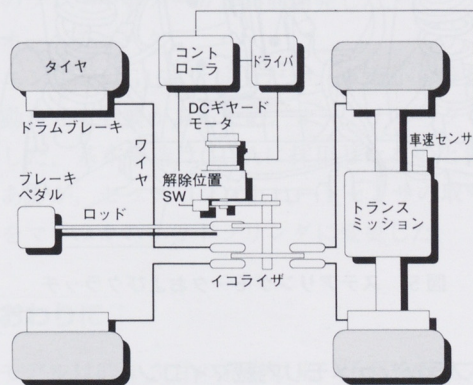 コント
ローラ
ドライバ
タイヤ
ドラムブレーキ
DCギヤード
モータ
車速センサ
ワイヤ
ブレーキ
ペダル
解除位置
SW
ロッド
トランス
ミッション
イコライザ